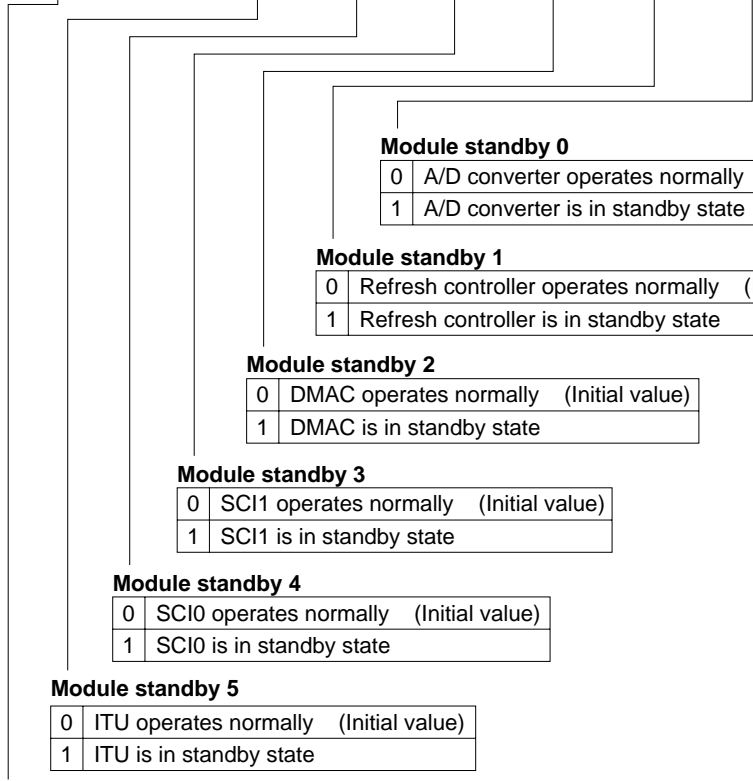 Module standby 0
0 A/D converter operates normally
1 A/D converter is in standby state
Module standby 1
0 Refresh controller operates normally (
1 Refresh controller is in standby state
Module standby 2
0 DMAC operates normally (Initial value)
1 DMAC is in standby state
Module standby 3
0 SCI1 operates normally (Initial value)
1 SCI1 is in standby state
Module standby 4
0 SCI0 operates normally (Initial value)
1 SCI0 is in standby state
Module standby 5
0 ITU operates normally (Initial value)
1 ITU is in standby state